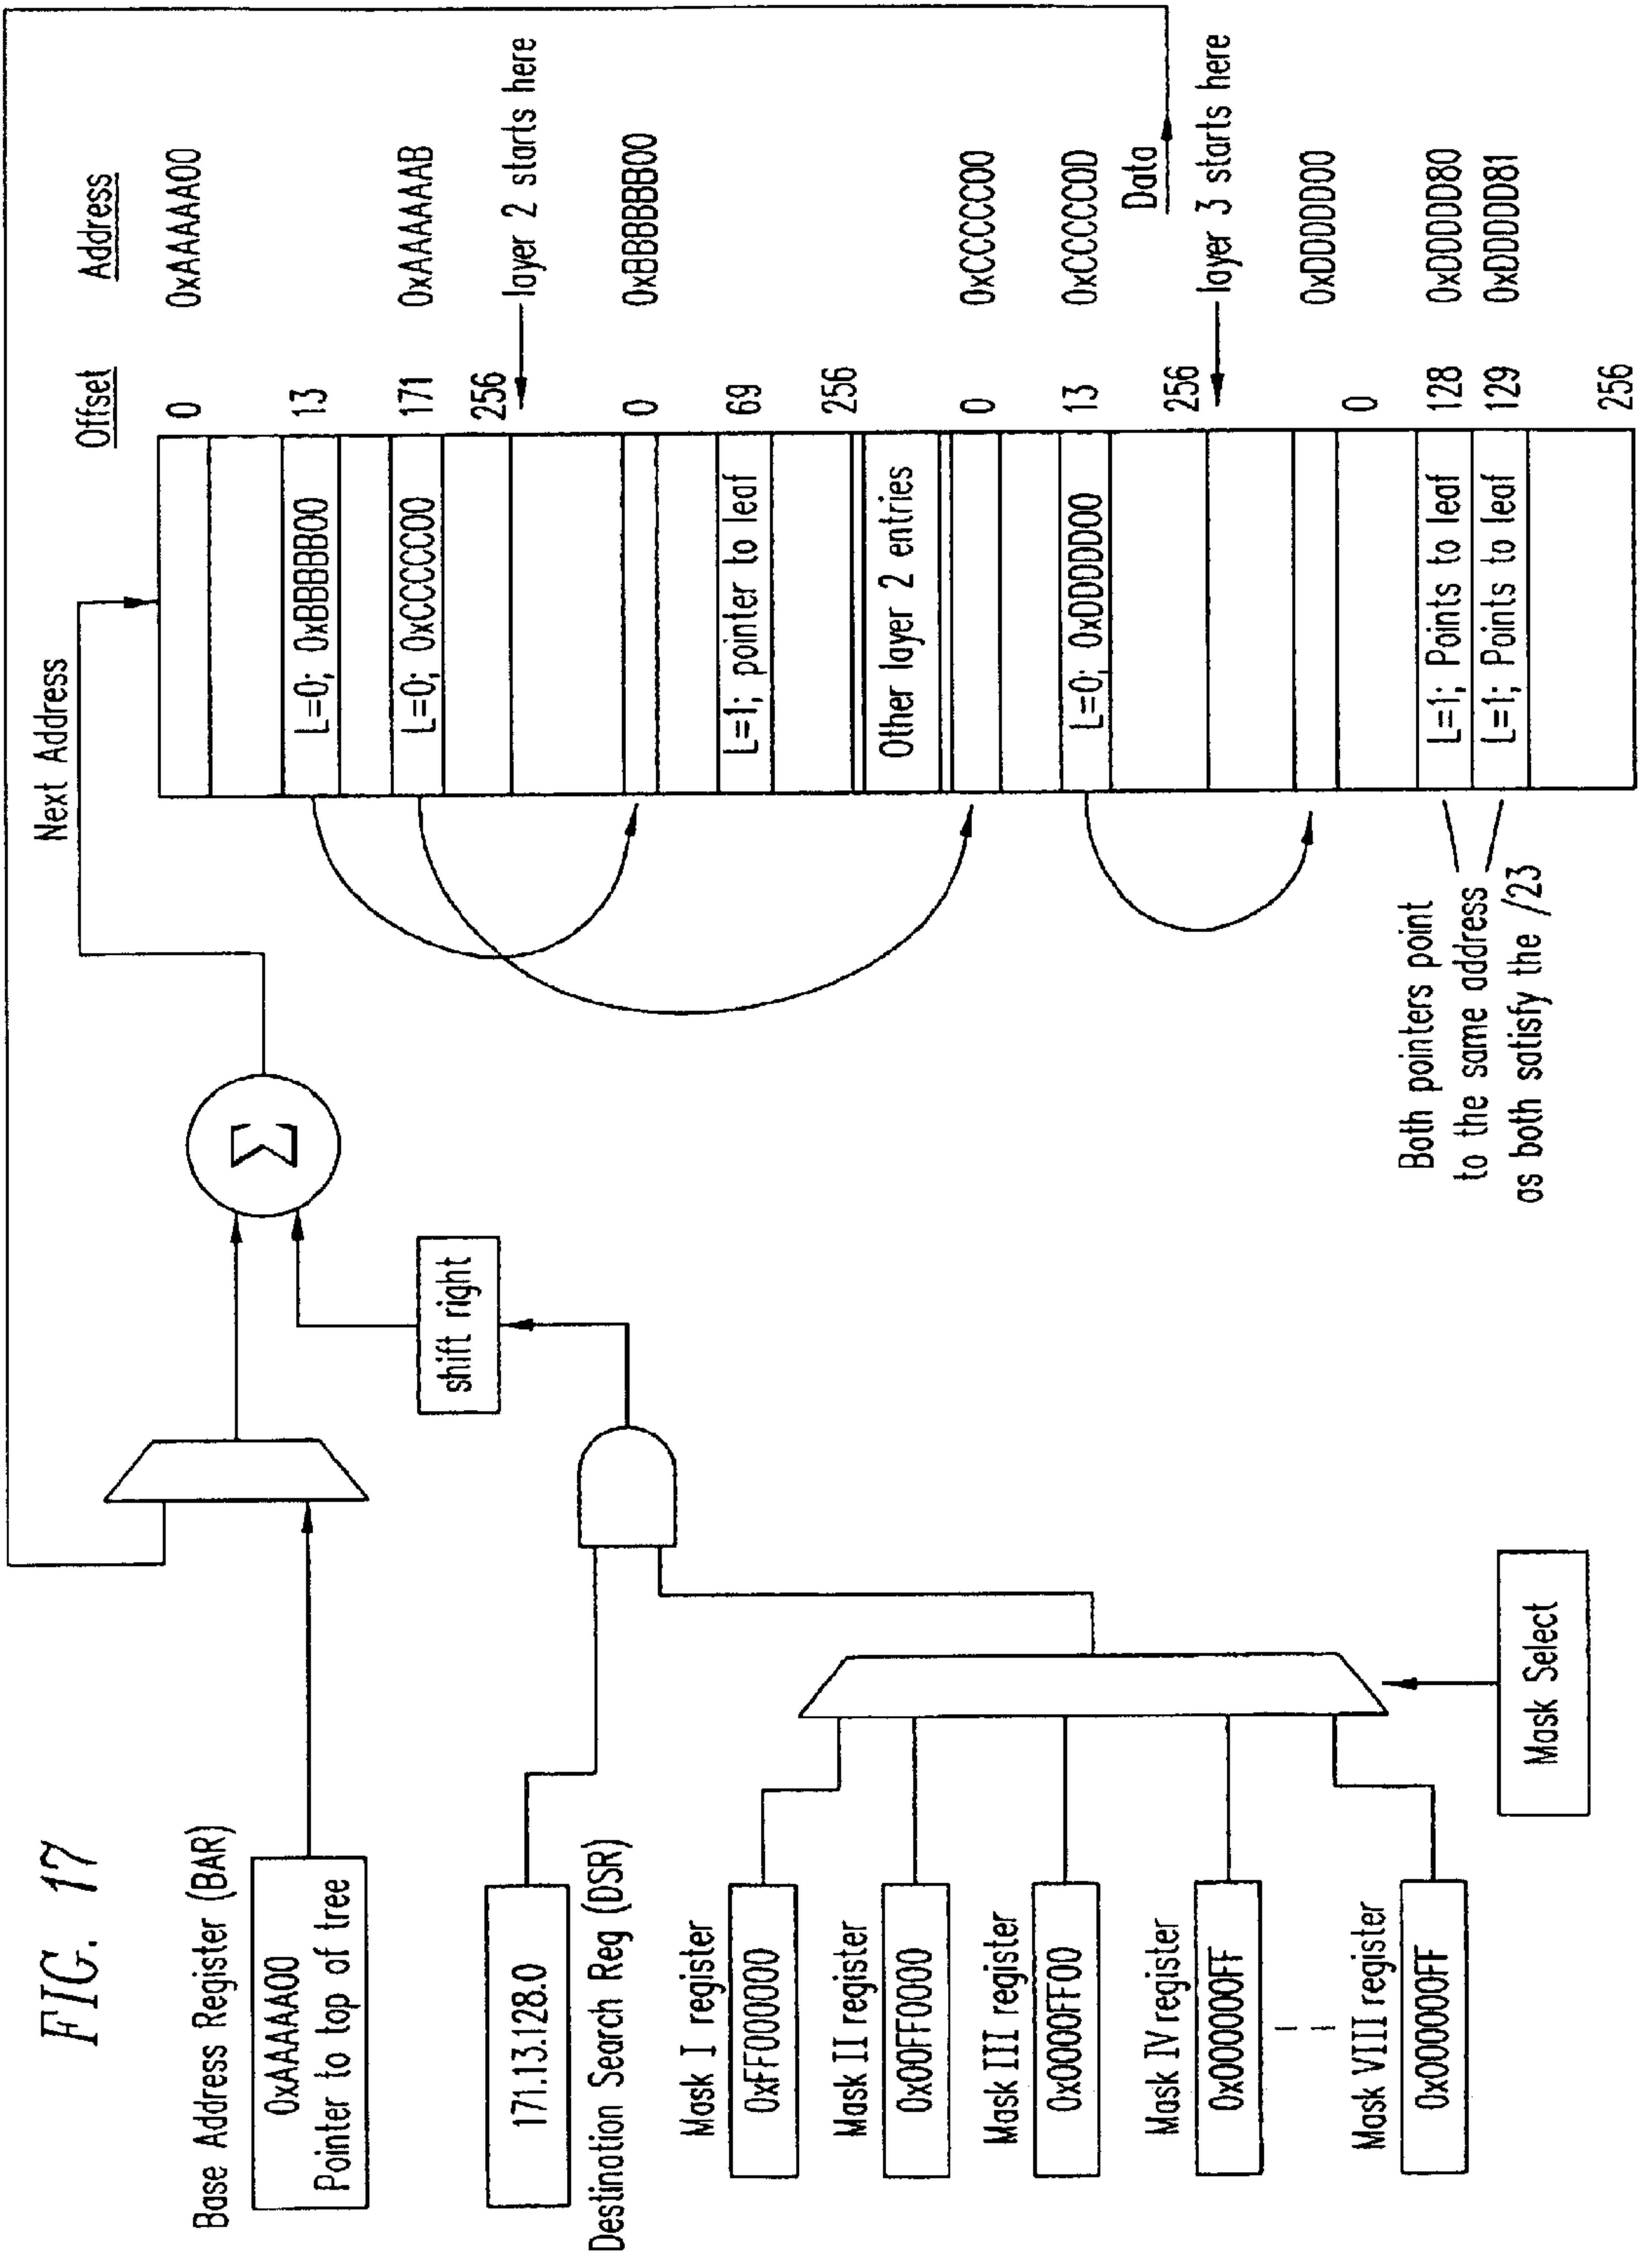 FIG. 17
Base Address Register (BAR)
0xAAAAAA00
Pointer to top of tree
171.13.128.0
Destination Search Reg (DSR)
Mask I register
0xFF000000
Mask II register
0x00FF0000
Mask III register
0x0000FF00
Mask IV register
0x000000FF
Mask VIII register
0x000000FF
Mask Select
shift right
Σ
Next Address
Offset
Address
0
0xAAAAAA00
L=0; 0xBBBBBB00
13
L=0; 0xCCCCCC00
171
0xAAAAAAAB
256
layer 2 starts here
0
0xBBBBBB00
L=1; pointer to leaf
69
256
Other layer 2 entries
0
0xCCCCCC00
L=0; 0xDDDDDD00
13
0xCCCCCC0D
Data
256
layer 3 starts here
0xDDDDDD00
0
L=1; Points to leaf
128
0xDDDDDD80
L=1; Points to leaf
129
0xDDDDDD81
256
Both pointers point
to the same address
as both satisfy the /23